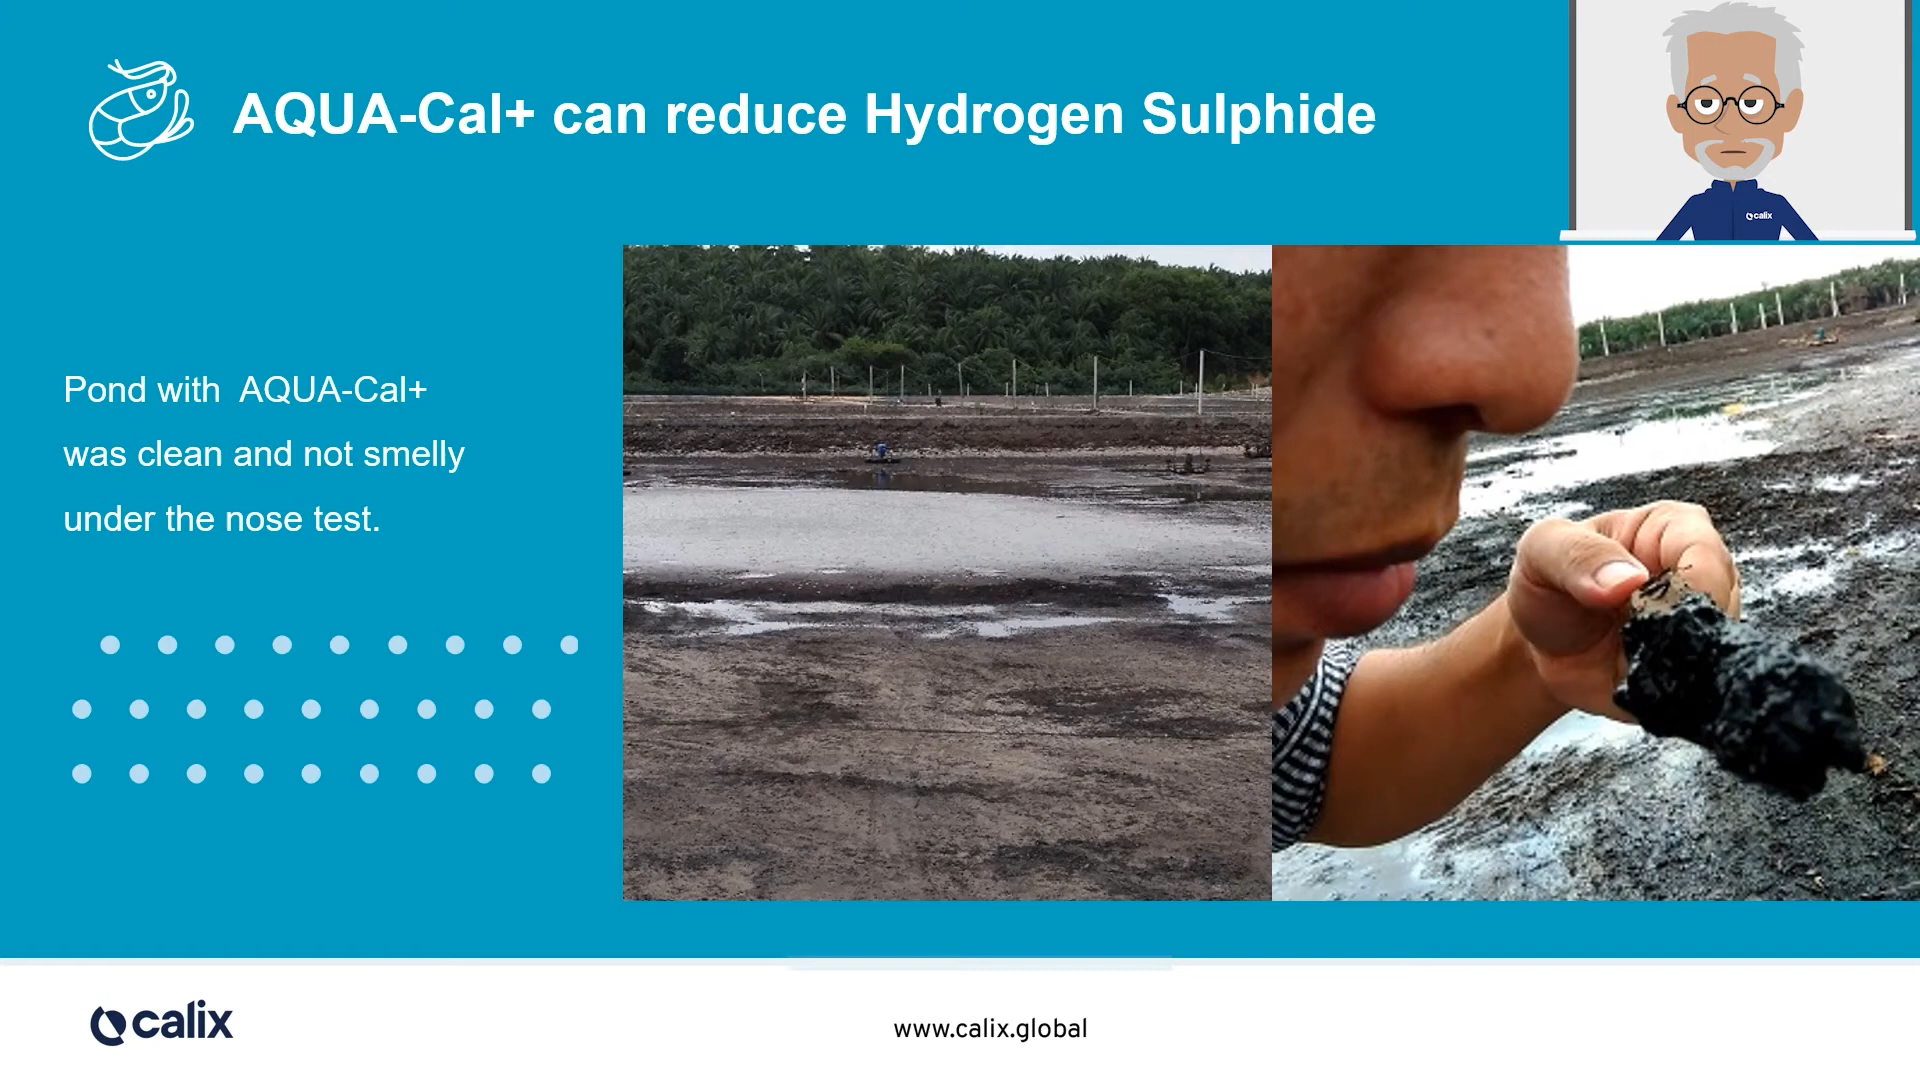 AQUA-Cal+ can reduce Hydrogen Sulphide
calix
Pond with  AQUA-Cal+
was clean and not smelly
under the nose test.
calix
www.calix.global